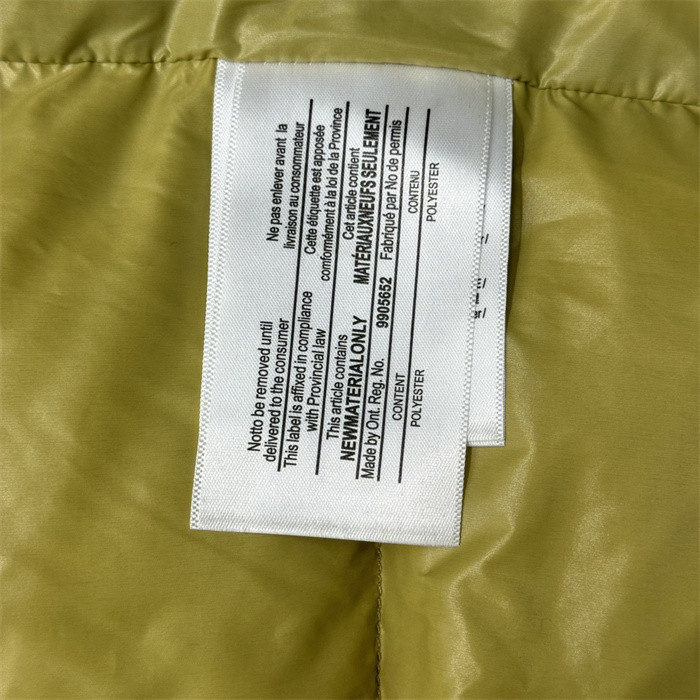 Notto be removed until
delivered to the consumer
This label is affixed in compliance
with Provincial law
This article contains
NEWMATERIALONLY
Made by Ont. Reg. No. 9905652
CONTENT
POLYESTER
Ne pas enlever avant la
livraison au consommateur
Cette étiquette est apposée
conformément à la loi de la Province
Cet article contient
MATÉRIAUXNEUFS SEULEMENT
Fabriqué par No de permis
CONTENU
POLYESTER